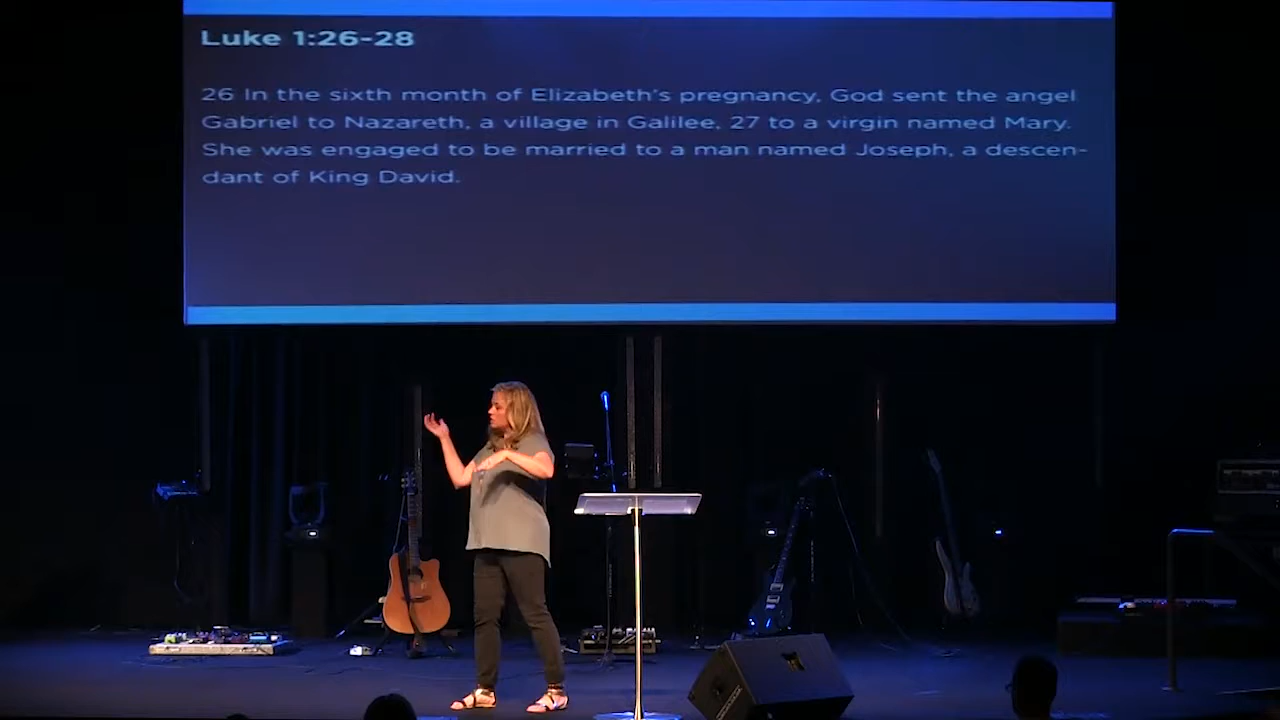 Luke 1:26-28
26 In the sixth month of Elizabeth's pregnancy, God sent the angel
Gabriel to Nazareth, a village in Galilee, 27 to a virgin named Mary.
She was engaged to be married to a man named Joseph, a descen-
dant of King David.